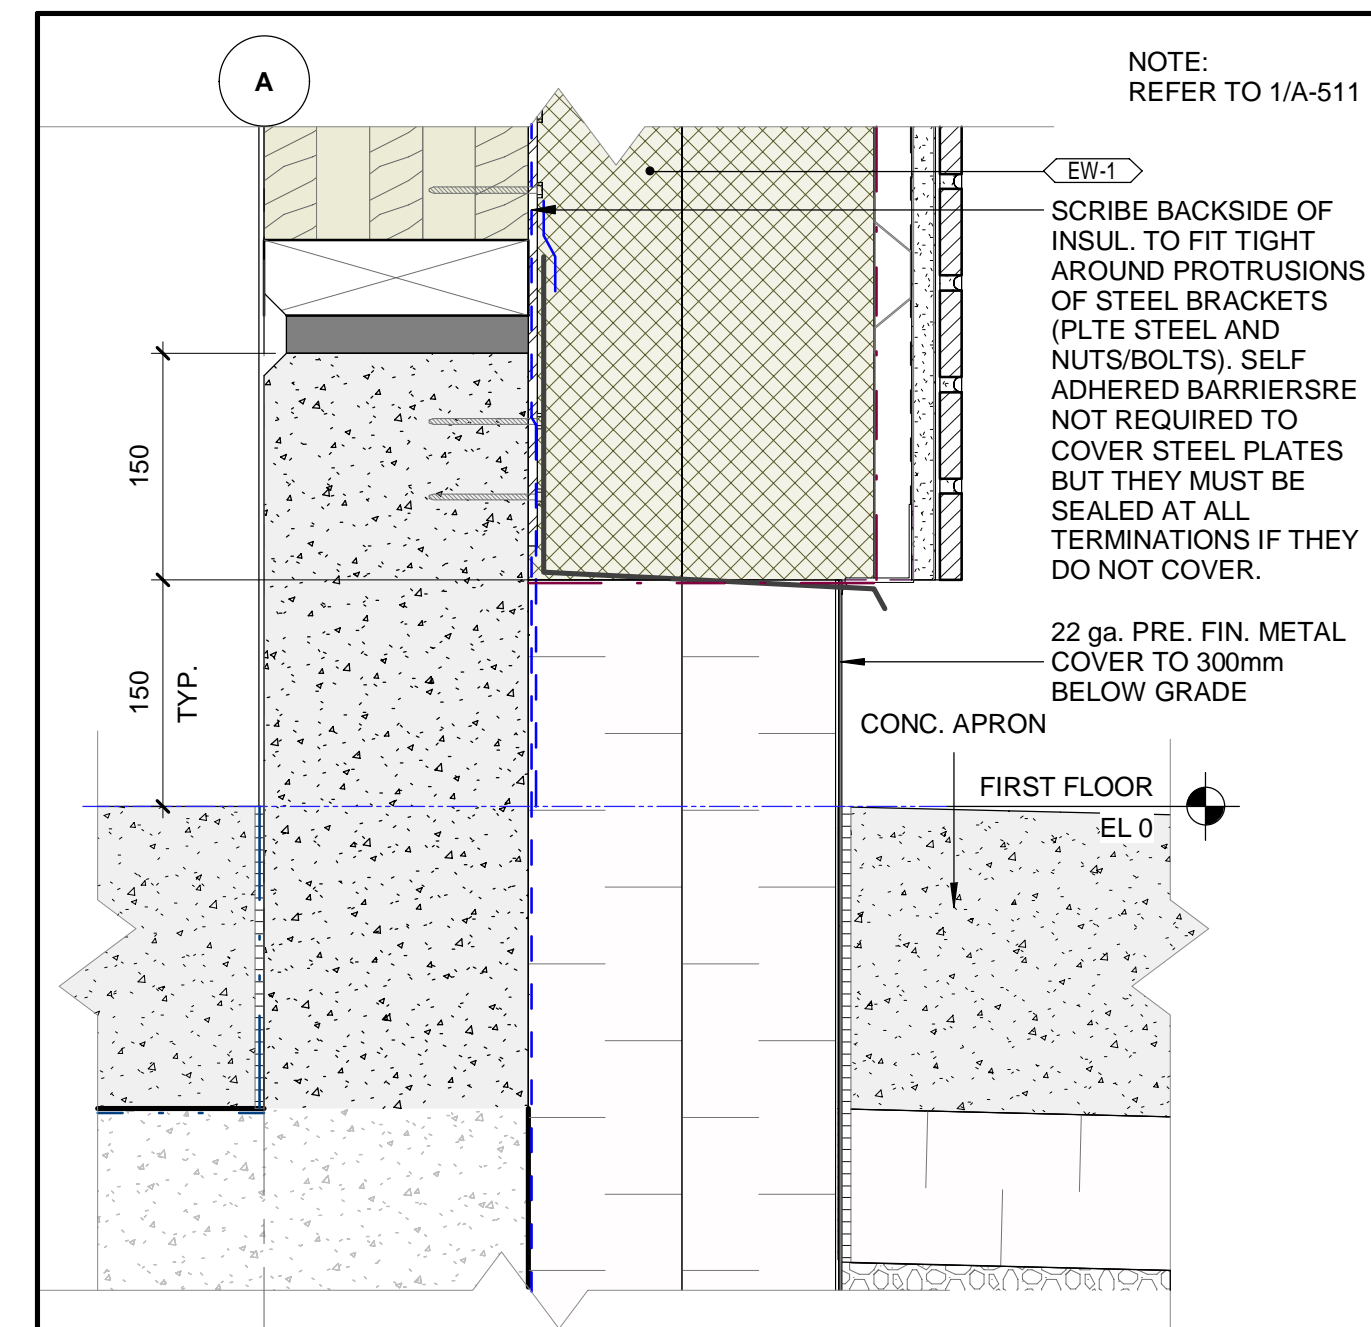 A
NOTE:
REFER TO 1/A-511
EW-1
SCRIBE BACKSIDE OF
INSUL. TO FIT TIGHT
AROUND PROTRUSIONS
OF STEEL BRACKETS
(PLTE STEEL AND
NUTS/BOLTS). SELF
ADHERED BARRIERSRE
NOT REQUIRED TO
COVER STEEL PLATES
BUT THEY MUST BE
SEALED AT ALL
TERMINATIONS IF THEY
DO NOT COVER.
150
150
TYP.
22 ga. PRE. FIN. METAL
COVER TO 300mm
BELOW GRADE
CONC. APRON
FIRST FLOOR
EL 0